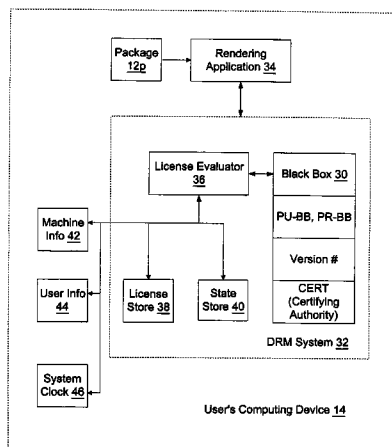 Package
12p
Rendering
Application 34
License Evaluator
36
Black Box 30
PU-BB, PR-BB
Version #
CERT
(Certifying
Authority)
Machine
Info 42
User Info
44
System
Clock 46
License
Store 38
State
Store 40
DRM System 32
User's Computing Device 14